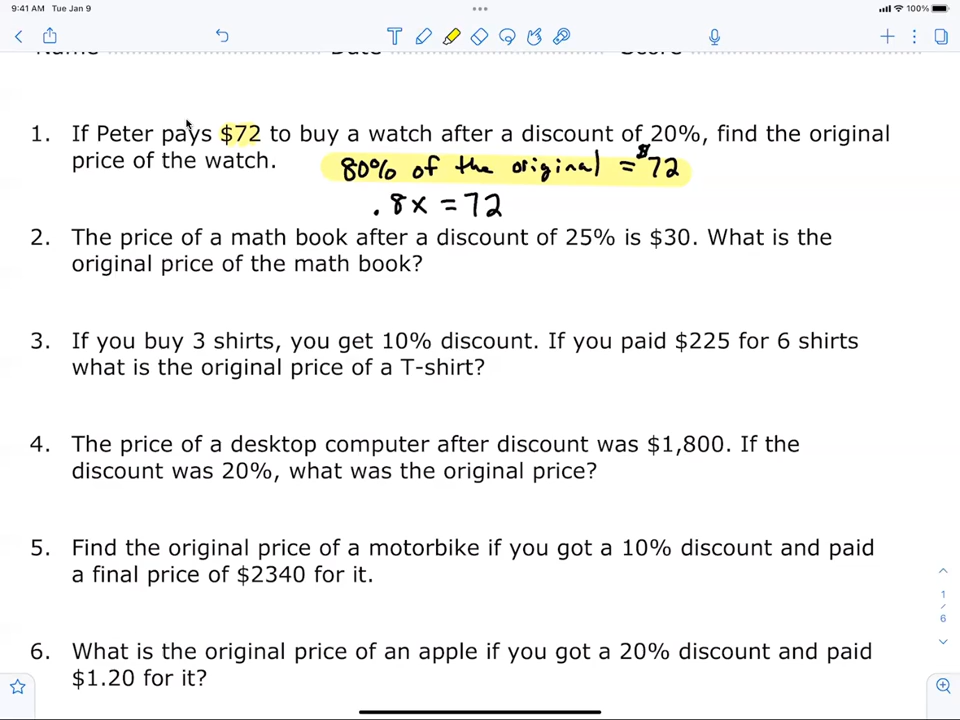 9:41 AM Tue Jan 9
100%
T
Name Date Score
1. If Peter pays $72 to buy a watch after a discount of 20%, find the original
price of the watch.
80% of the original = $72
.8x = 72
2. The price of a math book after a discount of 25% is $30. What is the
original price of the math book?
3. If you buy 3 shirts, you get 10% discount. If you paid $225 for 6 shirts
what is the original price of a T-shirt?
4. The price of a desktop computer after discount was $1,800. If the
discount was 20%, what was the original price?
5. Find the original price of a motorbike if you got a 10% discount and paid
a final price of $2340 for it.
1
/
6
6. What is the original price of an apple if you got a 20% discount and paid
$1.20 for it?